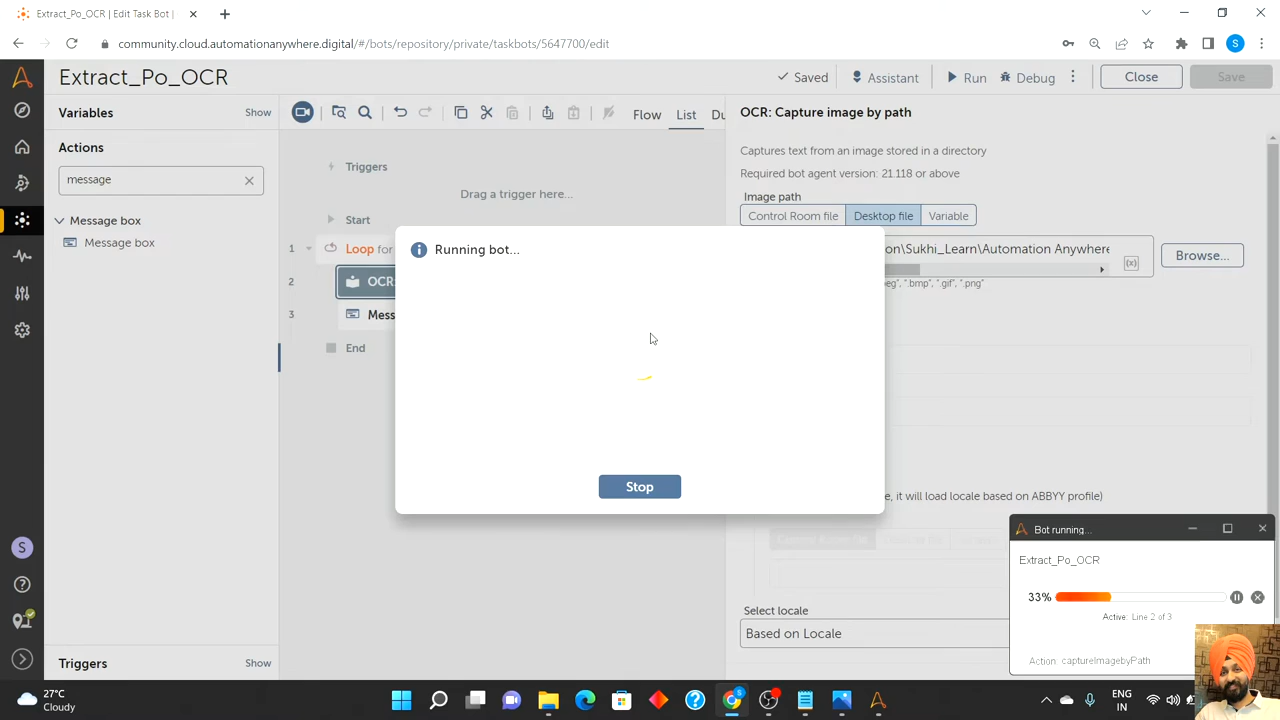 Extract_Po_OCR | Edit Task Bot |
community.cloud.automationanywhere.digital/#/bots/repository/private/taskbots/5647700/edit
S
Extract_Po_OCR
Saved
Assistant
Run
Debug
Close
Save
Variables
Show
Flow
List
Du
OCR: Capture image by path
Actions
Captures text from an image stored in a directory
Triggers
Required bot agent version: 21.118 or above
message
Drag a trigger here...
Image path
Control Room file
Desktop file
Variable
Message box
Start
Message box
1
Loop for
Running bot...
on\Sukhi_Learn\Automation Anywhere
Browse...
(x)
2
OCR
peg", ".bmp", ".gif", ".png"
3
Mess
End
Stop
e, it will load locale based on ABBYY profile)
Bot running...
Extract_Po_OCR
33%
Active: Line 2 of 3
Action: captureImagebyPath
S
Select locale
Based on Locale
Triggers
Show
27°C
Cloudy
ENG
IN